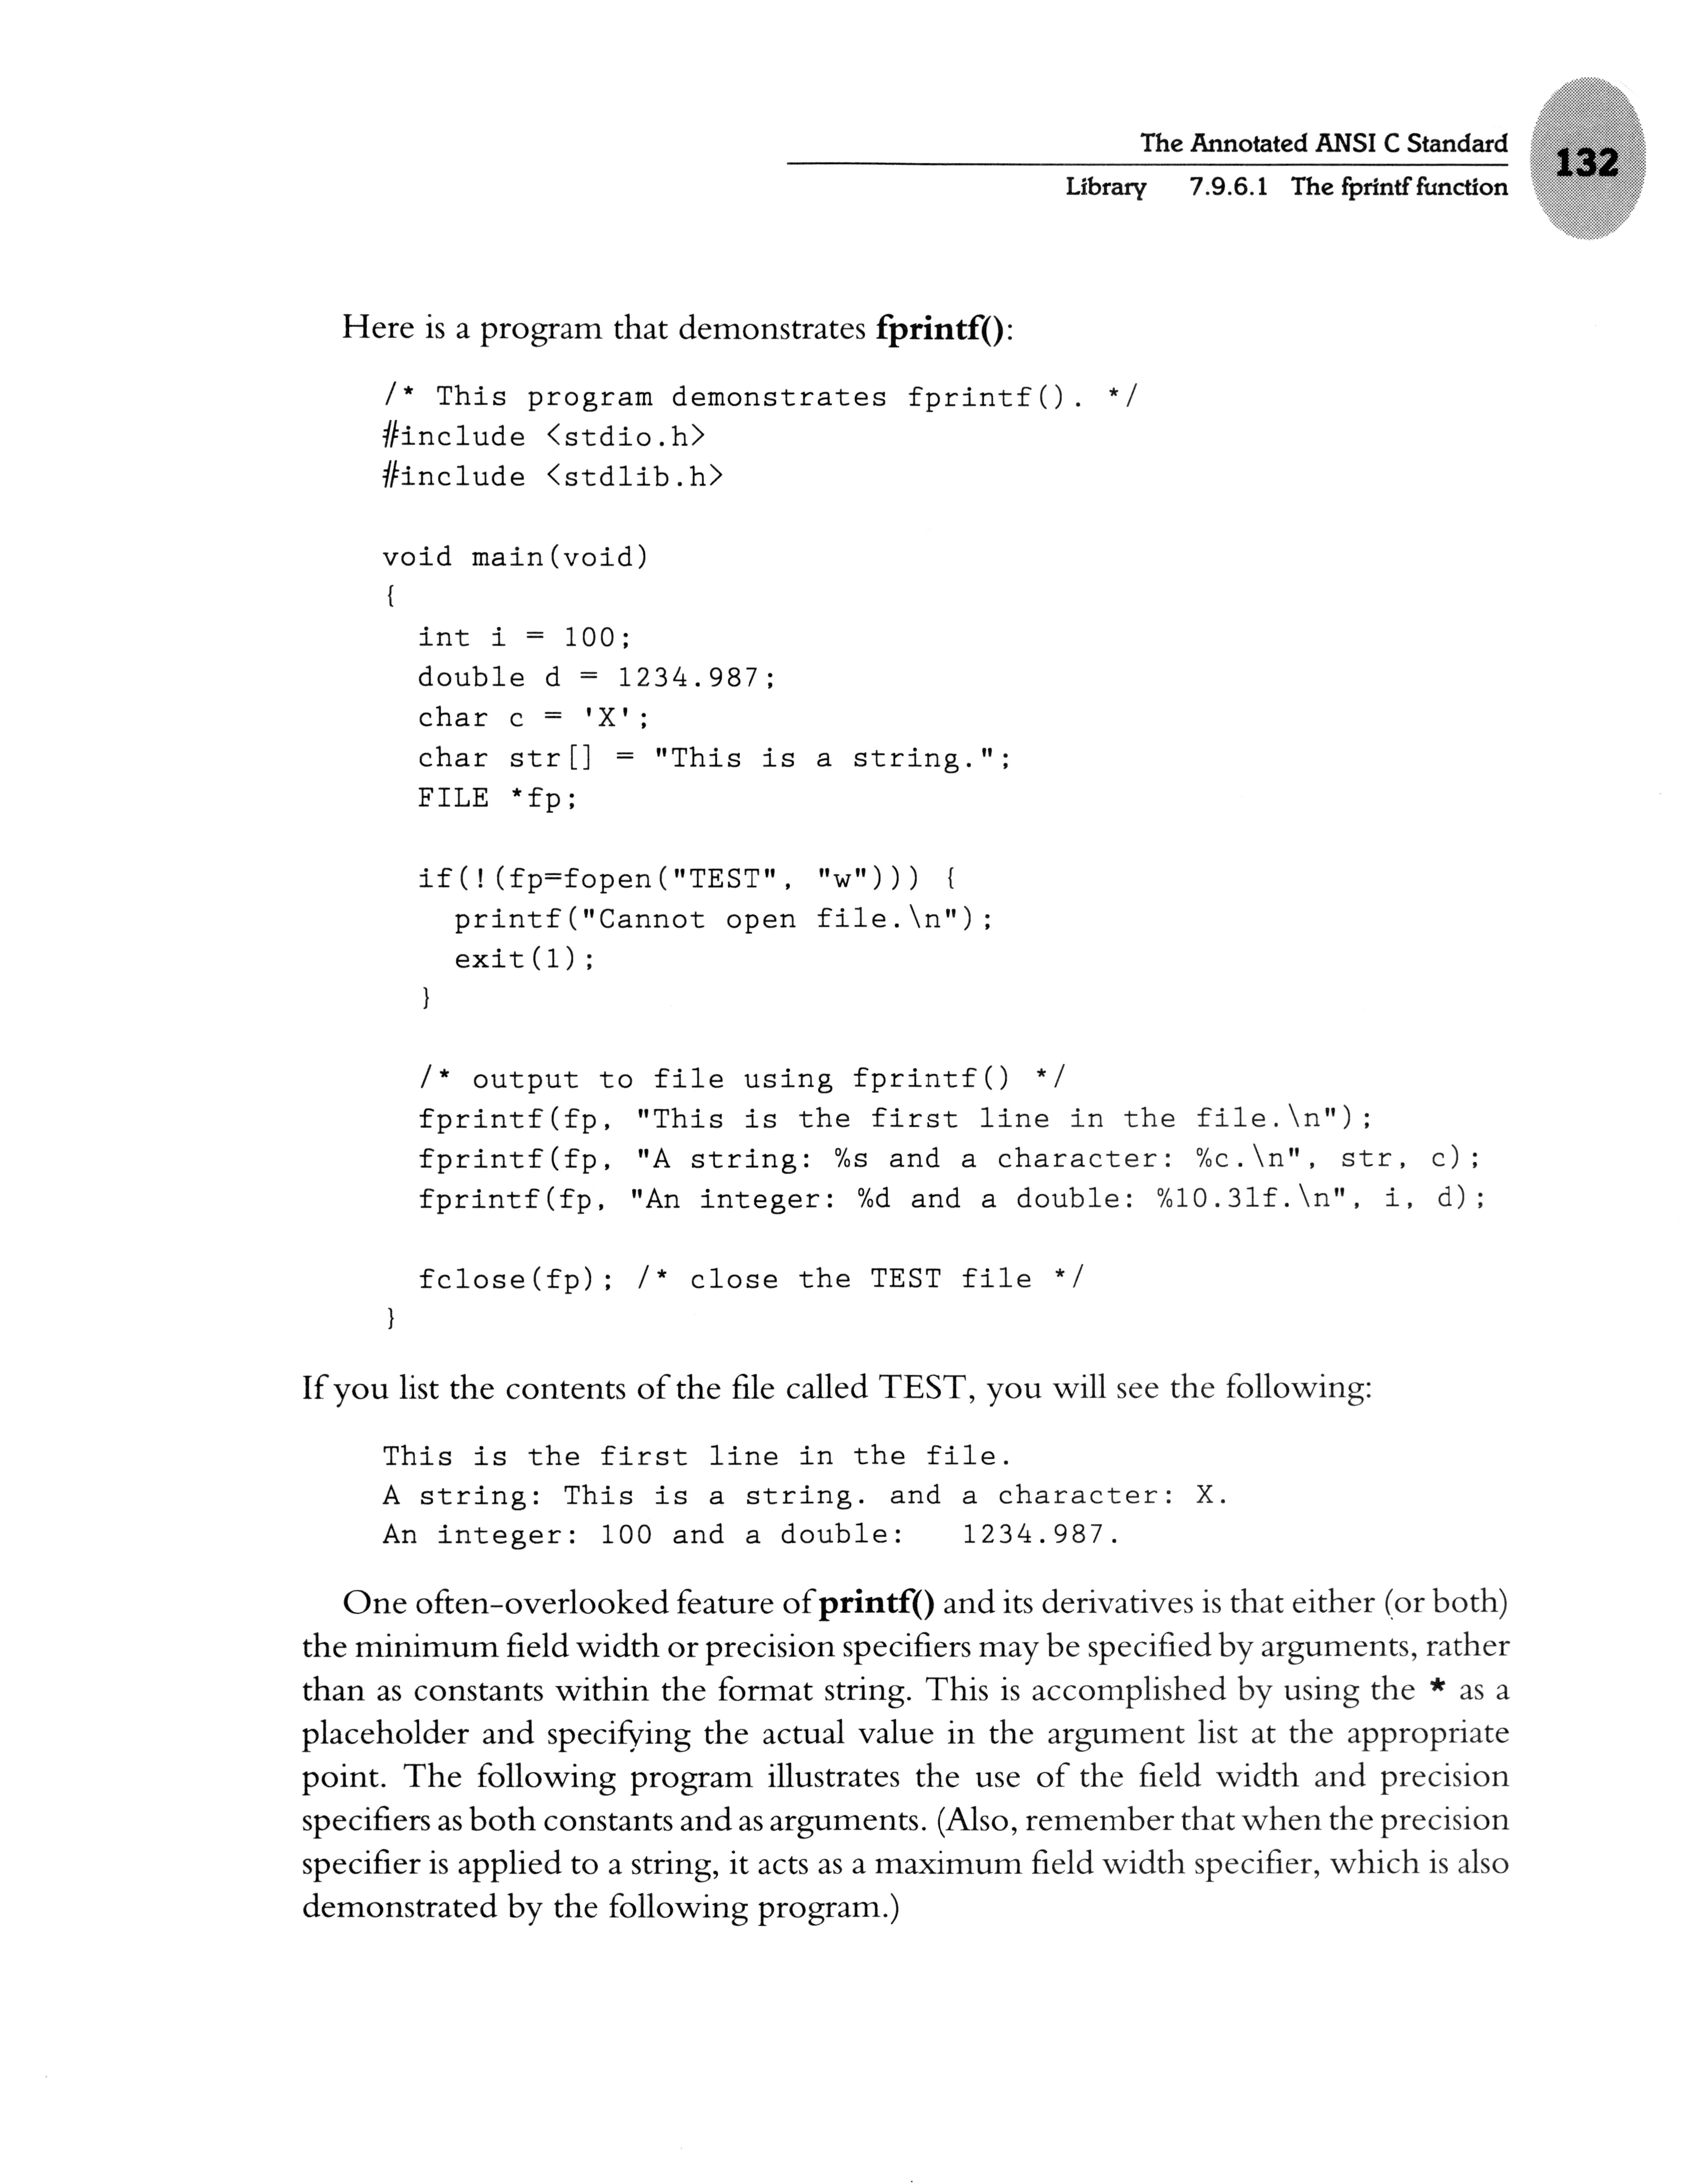 The Annotated ANSI C Standard
132
Library 7.9.6.1 The fprintf function
Here is a program that demonstrates fprintf():
/* This program demonstrates fprintf(). */
#include <stdio.h>
#include <stdlib.h>
void main(void)
{
int i = 100;
double d = 1234.987;
char c = 'X';
char str[] = "This is a string.";
FILE *fp;
if(!(fp=fopen("TEST", "w"))) {
printf("Cannot open file.\n");
exit(1);
}
/* output to file using fprintf() */
fprintf(fp, "This is the first line in the file.\n");
fprintf(fp, "A string: %s and a character: %c.\n", str, c);
fprintf(fp, "An integer: %d and a double: %10.3lf.\n", i, d);
fclose(fp); /* close the TEST file */
}
If you list the contents of the file called TEST, you will see the following:
This is the first line in the file.
A string: This is a string. and a character: X.
An integer: 100 and a double:   1234.987.
One often-overlooked feature of printf() and its derivatives is that either (or both)
the minimum field width or precision specifiers may be specified by arguments, rather
than as constants within the format string. This is accomplished by using the * as a
placeholder and specifying the actual value in the argument list at the appropriate
point. The following program illustrates the use of the field width and precision
specifiers as both constants and as arguments. (Also, remember that when the precision
specifier is applied to a string, it acts as a maximum field width specifier, which is also
demonstrated by the following program.)